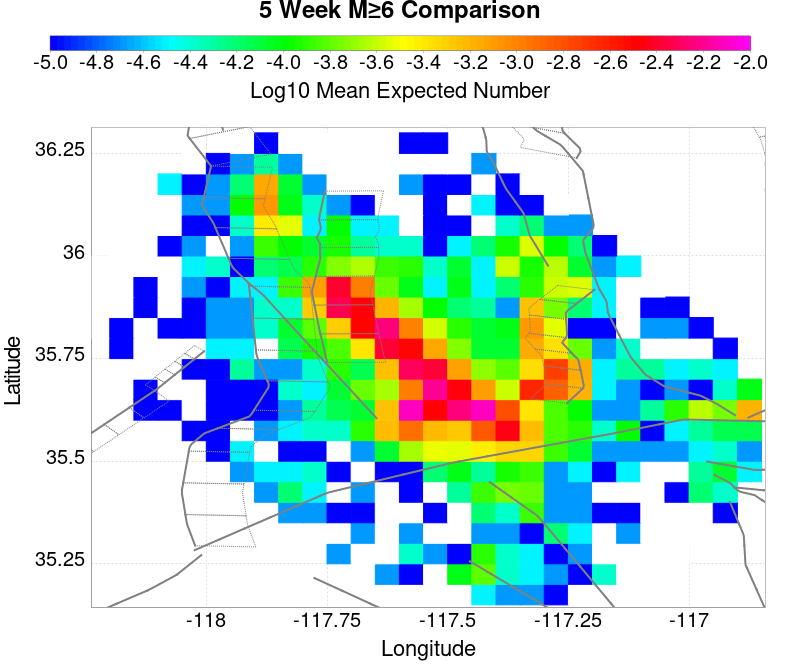 5 Week M≥6 Comparison
-5.0 -4.8 -4.6 -4.4 -4.2 -4.0 -3.8 -3.6 -3.4 -3.2 -3.0 -2.8 -2.6 -2.4 -2.2 -2.0
Log10 Mean Expected Number
36.25
36
35.75
35.5
35.25
Latitude
-118 -117.75 -117.5 -117.25 -117
Longitude